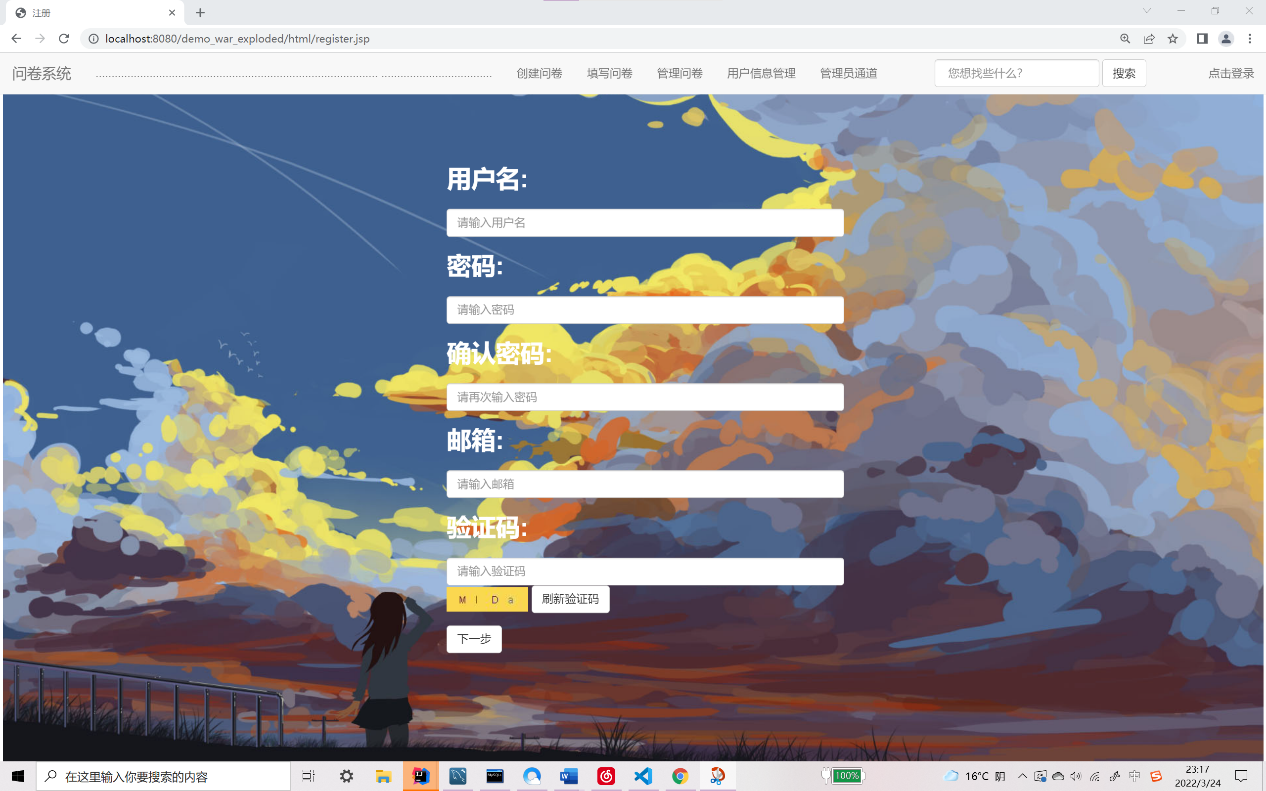 注册
localhost:8080/demo_war_exploded/html/register.jsp
问卷系统 创建问卷 填写问卷 管理问卷 用户信息管理 管理员通道 您想找些什么? 搜索 点击登录
用户名:
请输入用户名
密码:
请输入密码
确认密码:
请再次输入密码
邮箱:
请输入邮箱
验证码:
请输入验证码
M I D a 刷新验证码
下一步
在这里输入你要搜索的内容
100%
16°C 阴
中
23:17
2022/3/24